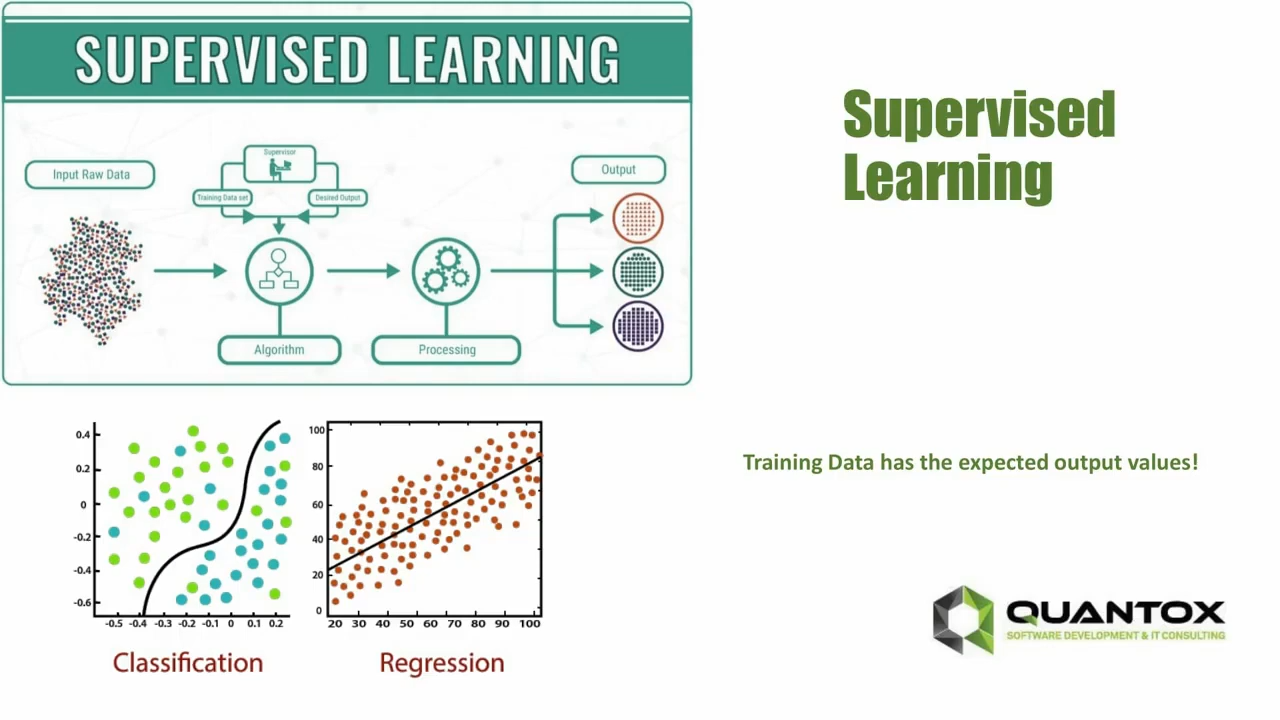 SUPERVISED LEARNING
Supervisor
Input Raw Data
Training Data set
Desired Output
Output
Algorithm
Processing
Supervised
Learning
0.4
0.2
0
-0.2
-0.4
-0.6
-0.5 -0.4 -0.3 -0.2 -0.1 0 0.1 0.2
Classification
100
80
60
40
20
0
20 30 40 50 60 70 80 90 100
Regression
Training Data has the expected output values!
QUANTOX
SOFTWARE DEVELOPMENT & IT CONSULTING